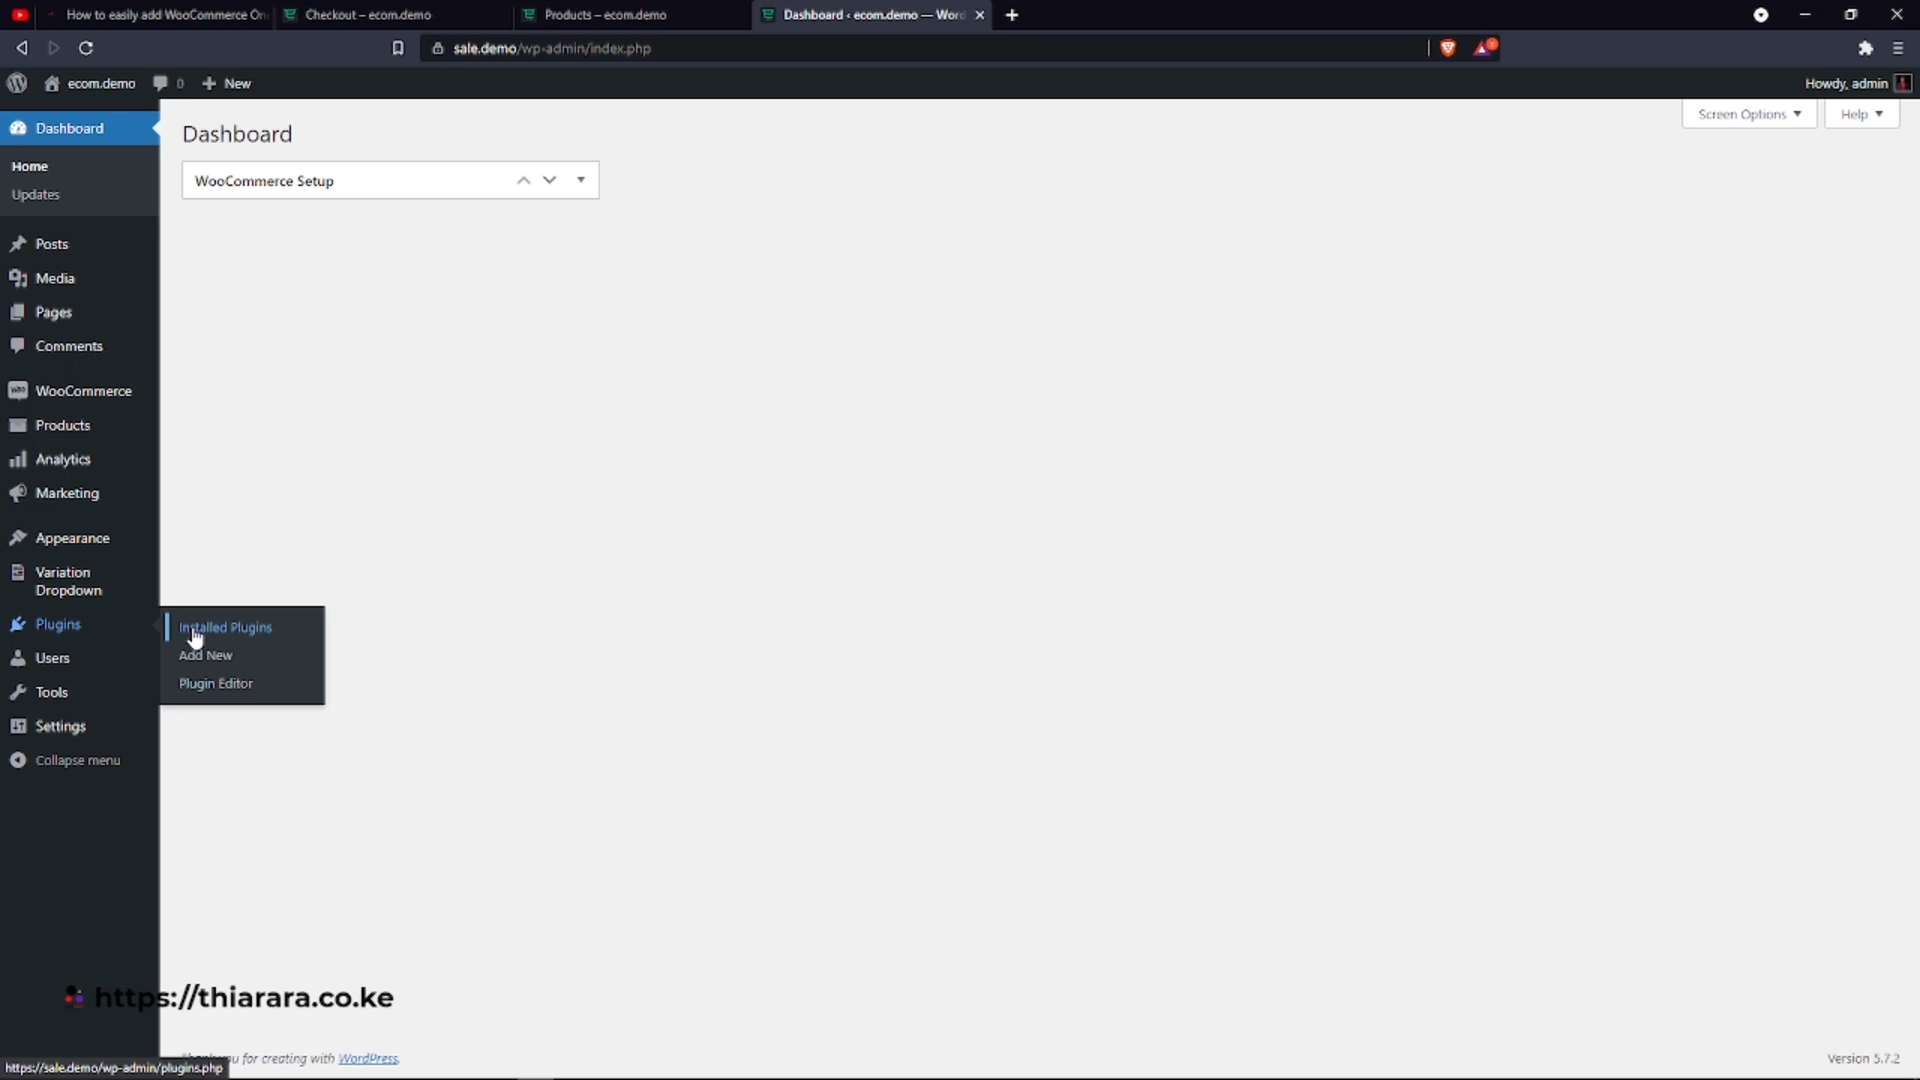 How to easily add WooCommerce On
Checkout – ecom.demo
Products – ecom.demo
Dashboard ‹ ecom.demo — Word
sale.demo/wp-admin/index.php
ecom.demo
0
New
Howdy, admin
Dashboard
Home
Updates
Posts
Media
Pages
Comments
WooCommerce
Products
Analytics
Marketing
Appearance
Variation
Dropdown
Plugins
Users
Tools
Settings
Collapse menu
Installed Plugins
Add New
Plugin Editor
Dashboard
Screen Options
Help
WooCommerce Setup
https://thiarara.co.ke
for creating with WordPress.
Version 5.7.2
https://sale.demo/wp-admin/plugins.php